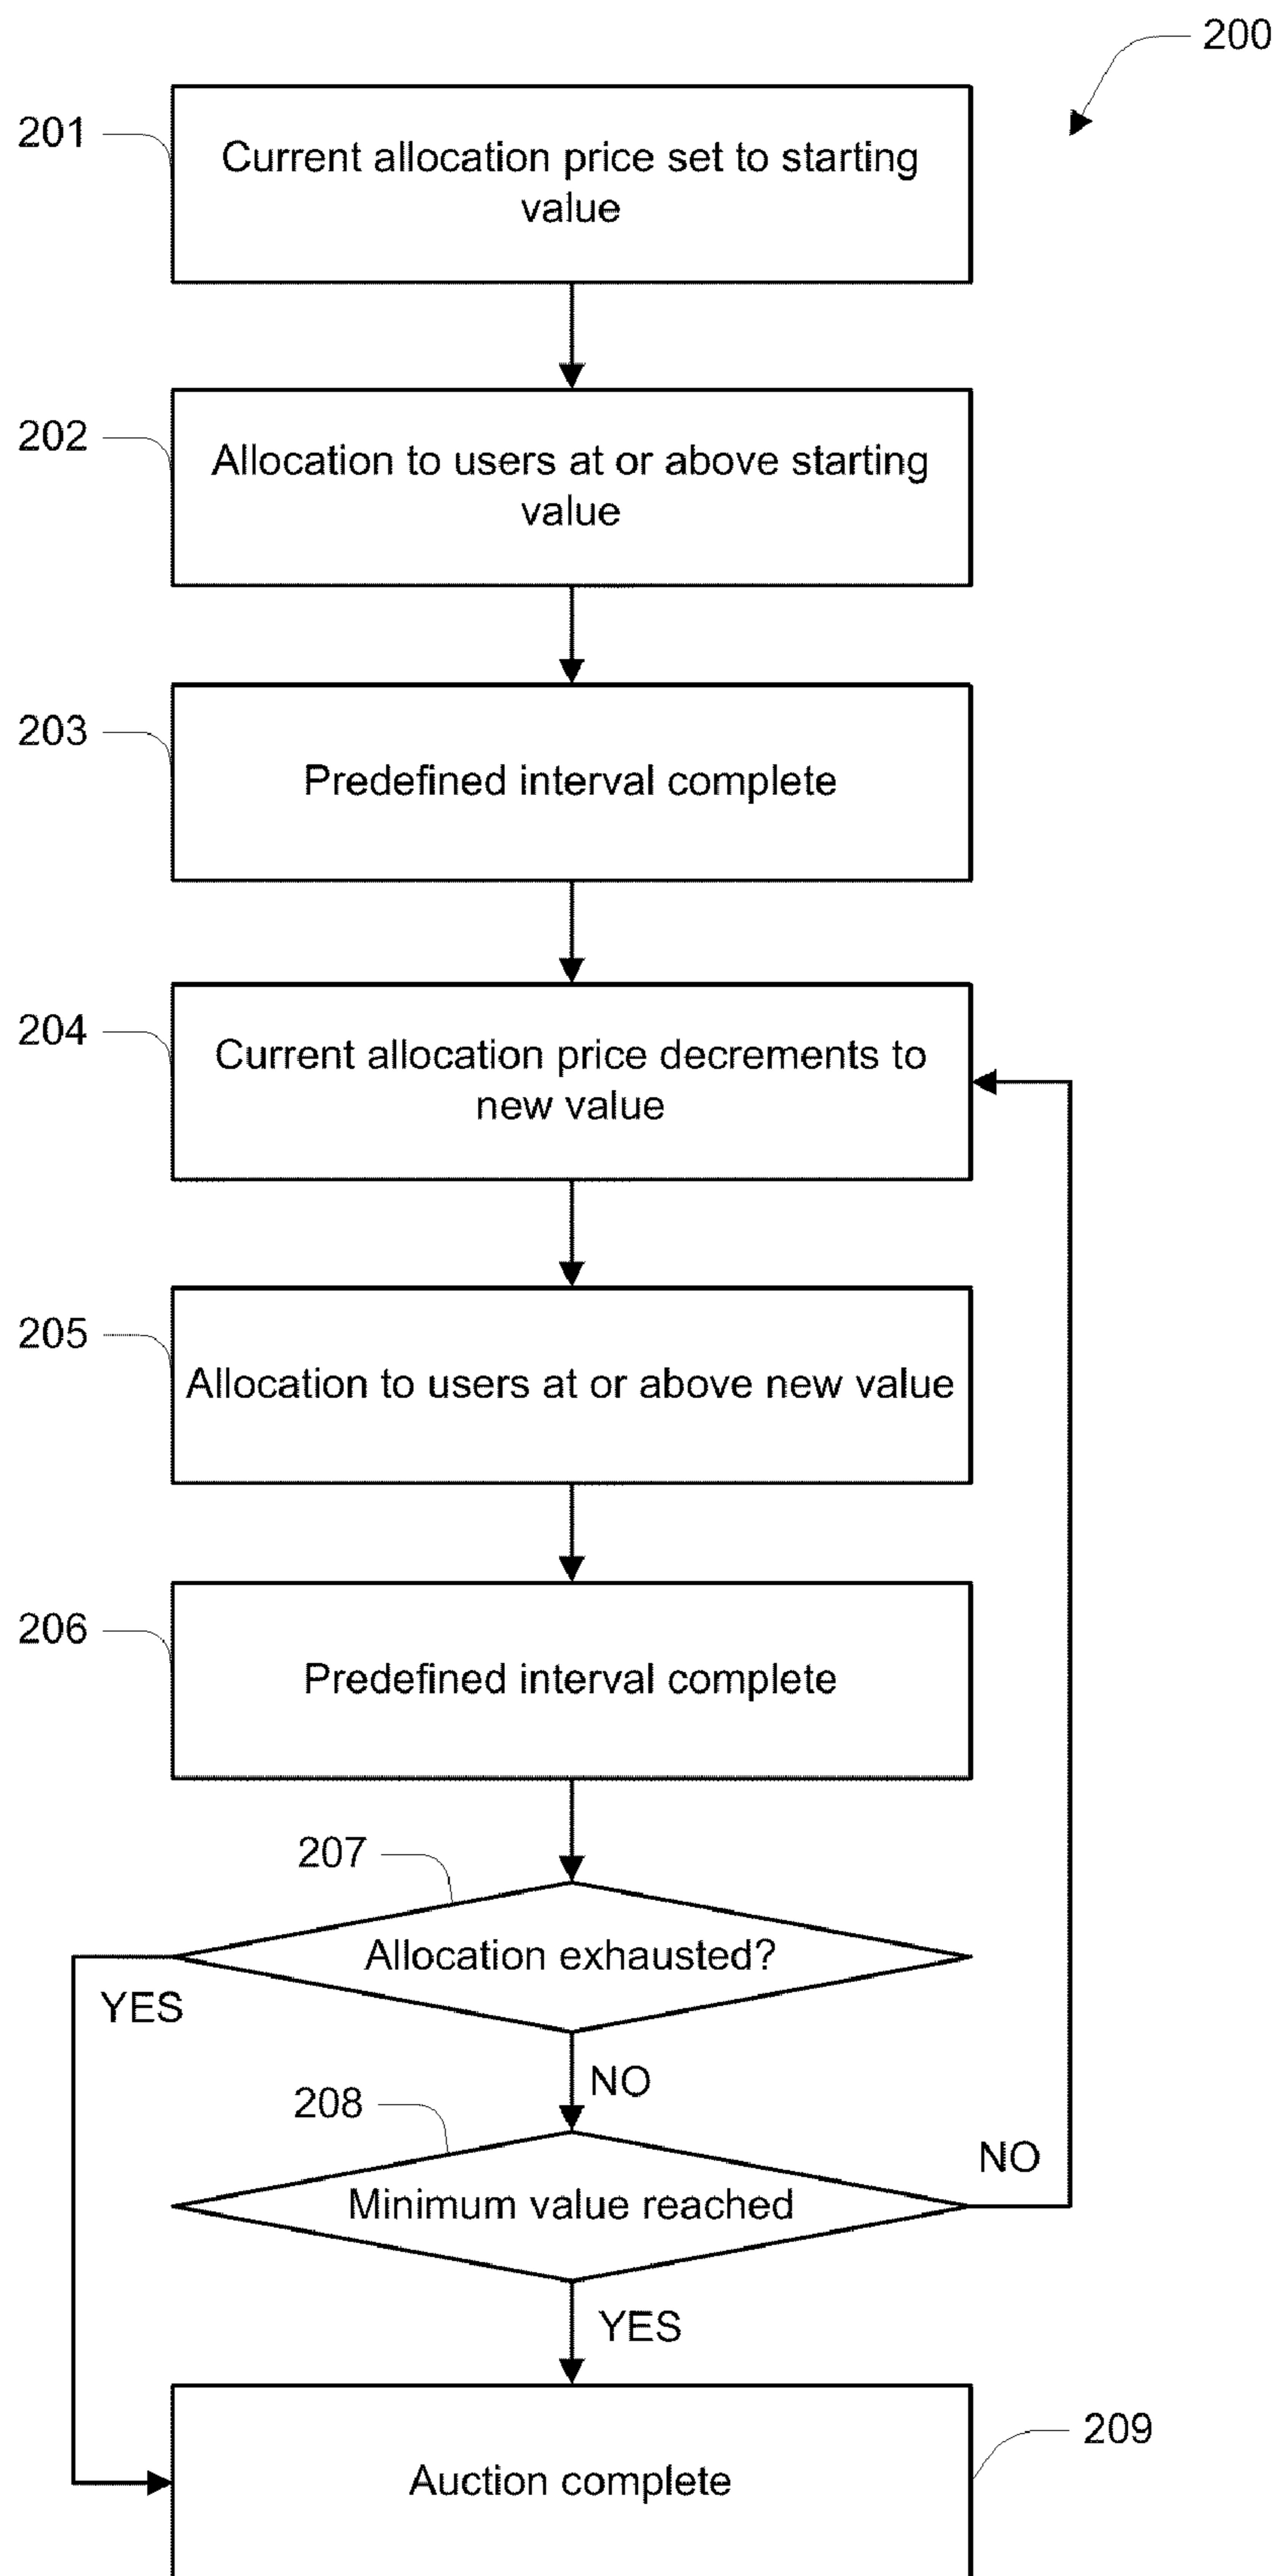 200
201
Current allocation price set to starting
value
202
Allocation to users at or above starting
value
203
Predefined interval complete
204
Current allocation price decrements to
new value
205
Allocation to users at or above new value
206
Predefined interval complete
207
Allocation exhausted?
YES
NO
208
NO
Minimum value reached
YES
209
Auction complete